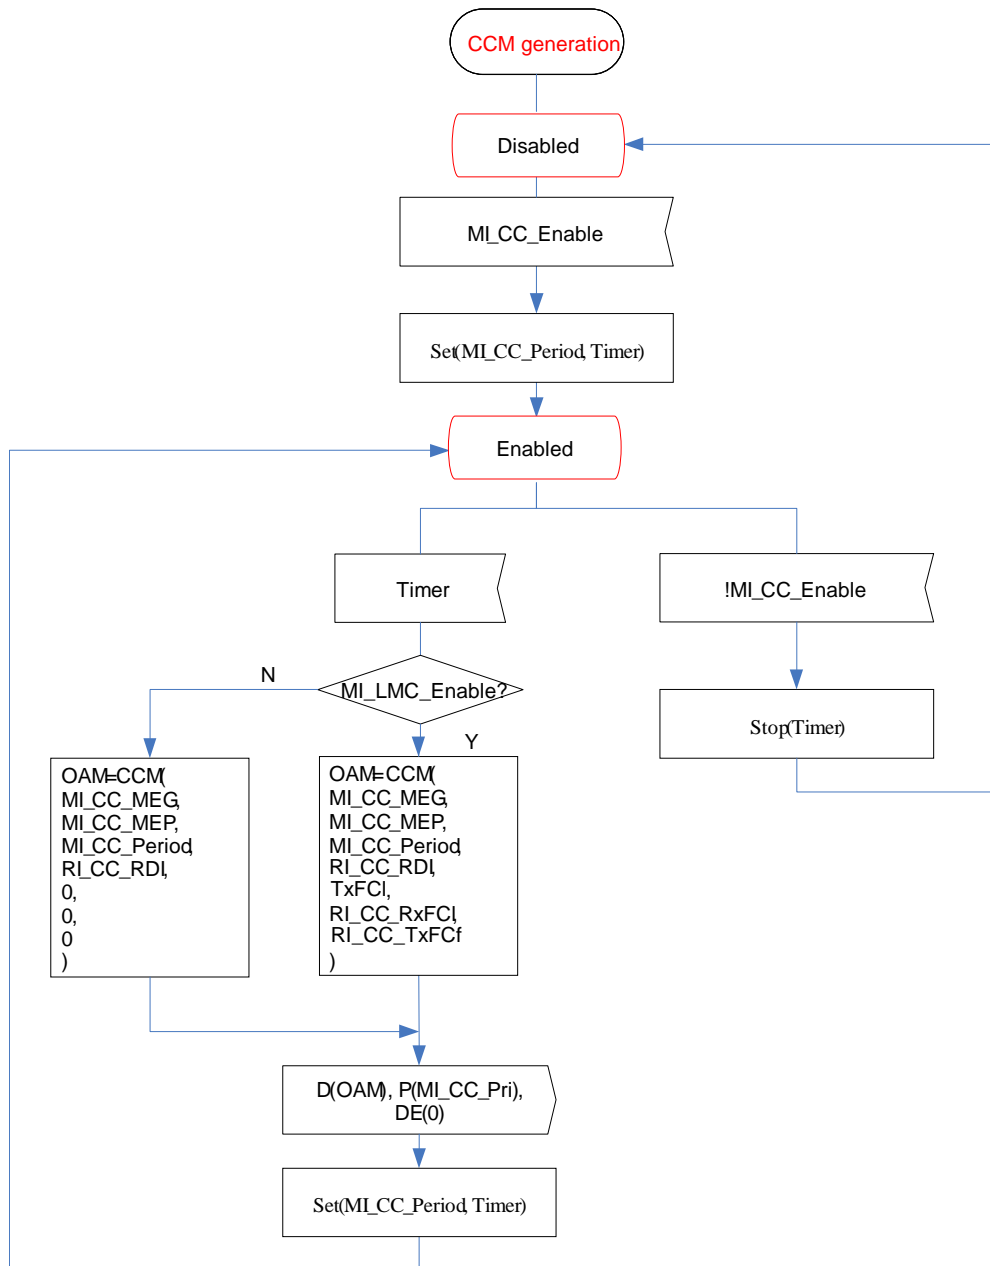 CCM generation
Disabled
MI_CC_Enable
Set(MI_CC_Period, Timer)
Enabled
Timer
!MI_CC_Enable
N
MI_LMC_Enable?
Y
Stop(Timer)
OAM=CCM(
MI_CC_MEG,
MI_CC_MEP,
MI_CC_Period,
RI_CC_RDI,
0,
0,
0
)
OAM=CCM(
MI_CC_MEG,
MI_CC_MEP,
MI_CC_Period,
RI_CC_RDI,
TxFCl,
RI_CC_RxFCl,
RI_CC_TxFCf
)
D(OAM), P(MI_CC_Pri),
DE(0)
Set(MI_CC_Period, Timer)